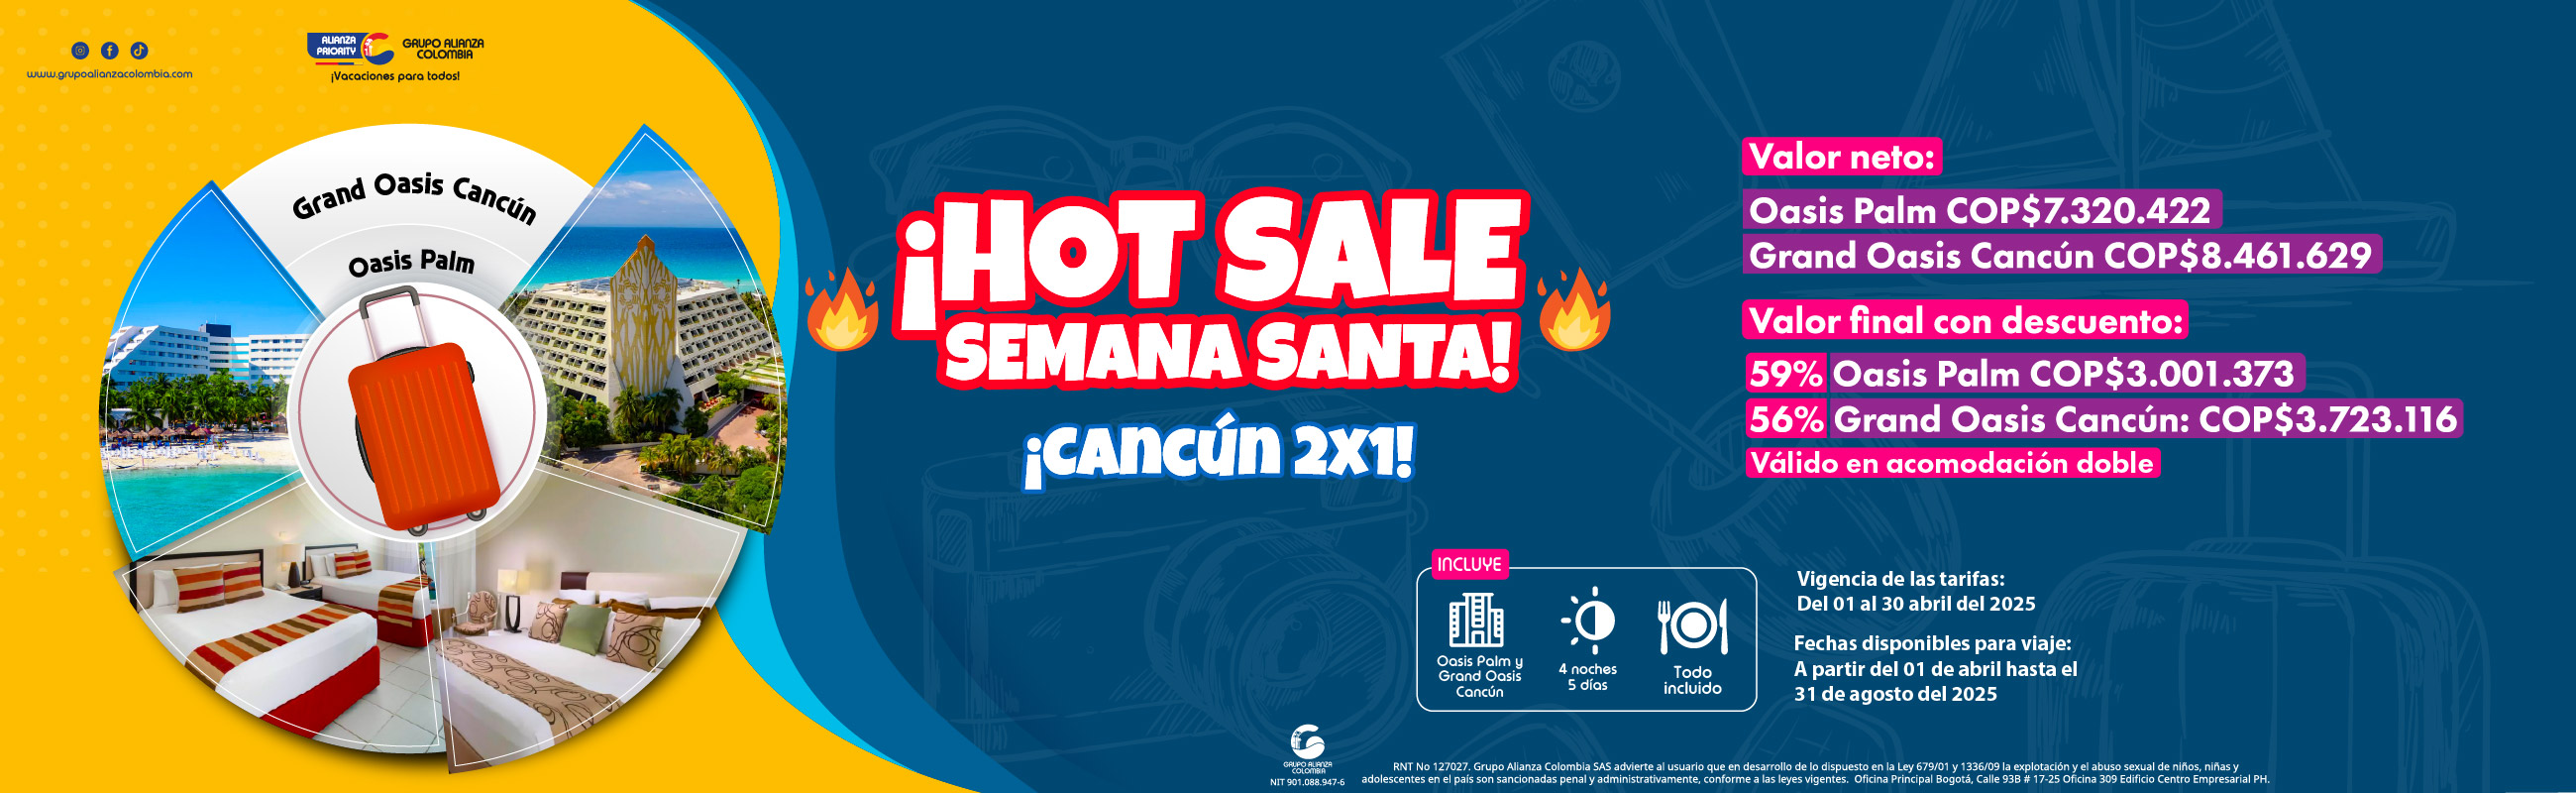 www.grupoalianzacolombia.com
ALIANZA
PRIORITY
GRUPO ALIANZA
COLOMBIA
¡Vacaciones para todos!
Grand Oasis Cancún
Oasis Palm
¡HOT SALE
SEMANA SANTA!
¡CANCÚN 2X1!
Valor neto:
Oasis Palm COP$7.320.422
Grand Oasis Cancún COP$8.461.629
Valor final con descuento:
59% Oasis Palm COP$3.001.373
56% Grand Oasis Cancún: COP$3.723.116
Válido en acomodación doble
INCLUYE
Oasis Palm y
Grand Oasis
Cancún
4 noches
5 días
Todo
incluido
Vigencia de las tarifas:
Del 01 al 30 abril del 2025
Fechas disponibles para viaje:
A partir del 01 de abril hasta el
31 de agosto del 2025
GRUPO ALIANZA
COLOMBIA
NIT 901.088.947-6
RNT No 127027. Grupo Alianza Colombia SAS advierte al usuario que en desarrollo de lo dispuesto en la Ley 679/01 y 1336/09 la explotación y el abuso sexual de niños, niñas y
adolescentes en el país son sancionadas penal y administrativamente, conforme a las leyes vigentes. Oficina Principal Bogotá, Calle 93B # 17-25 Oficina 309 Edificio Centro Empresarial PH.